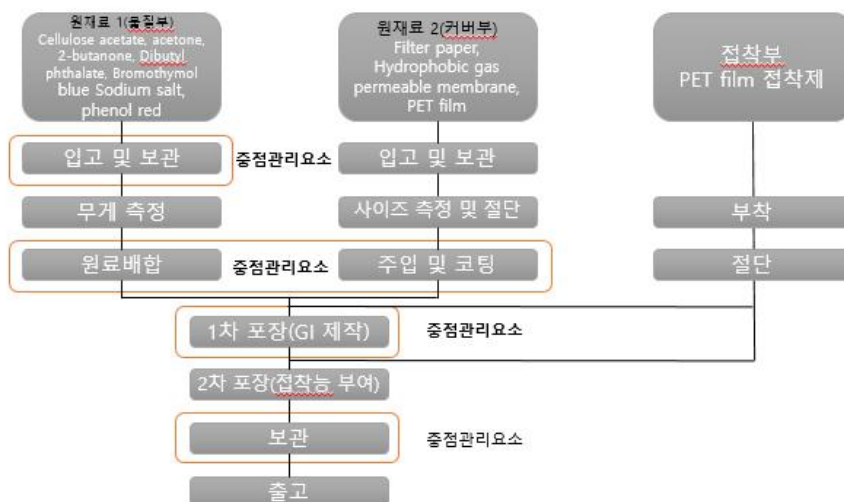 원재료 1(물질부)
Cellulose acetate, acetone,
2-butanone, Dibutyl
phthalate, Bromothymol
blue Sodium salt,
phenol red
원재료 2(커버부)
Filter paper,
Hydrophobic gas
permeable membrane,
PET film
접착부
PET film 접착제
입고 및 보관
중점관리요소
입고 및 보관
무게 측정
사이즈 측정 및 절단
부착
원료배합
중점관리요소
주입 및 코팅
절단
1차 포장(GI 제작)
중점관리요소
2차 포장(접착능 부여)
보관
중점관리요소
출고